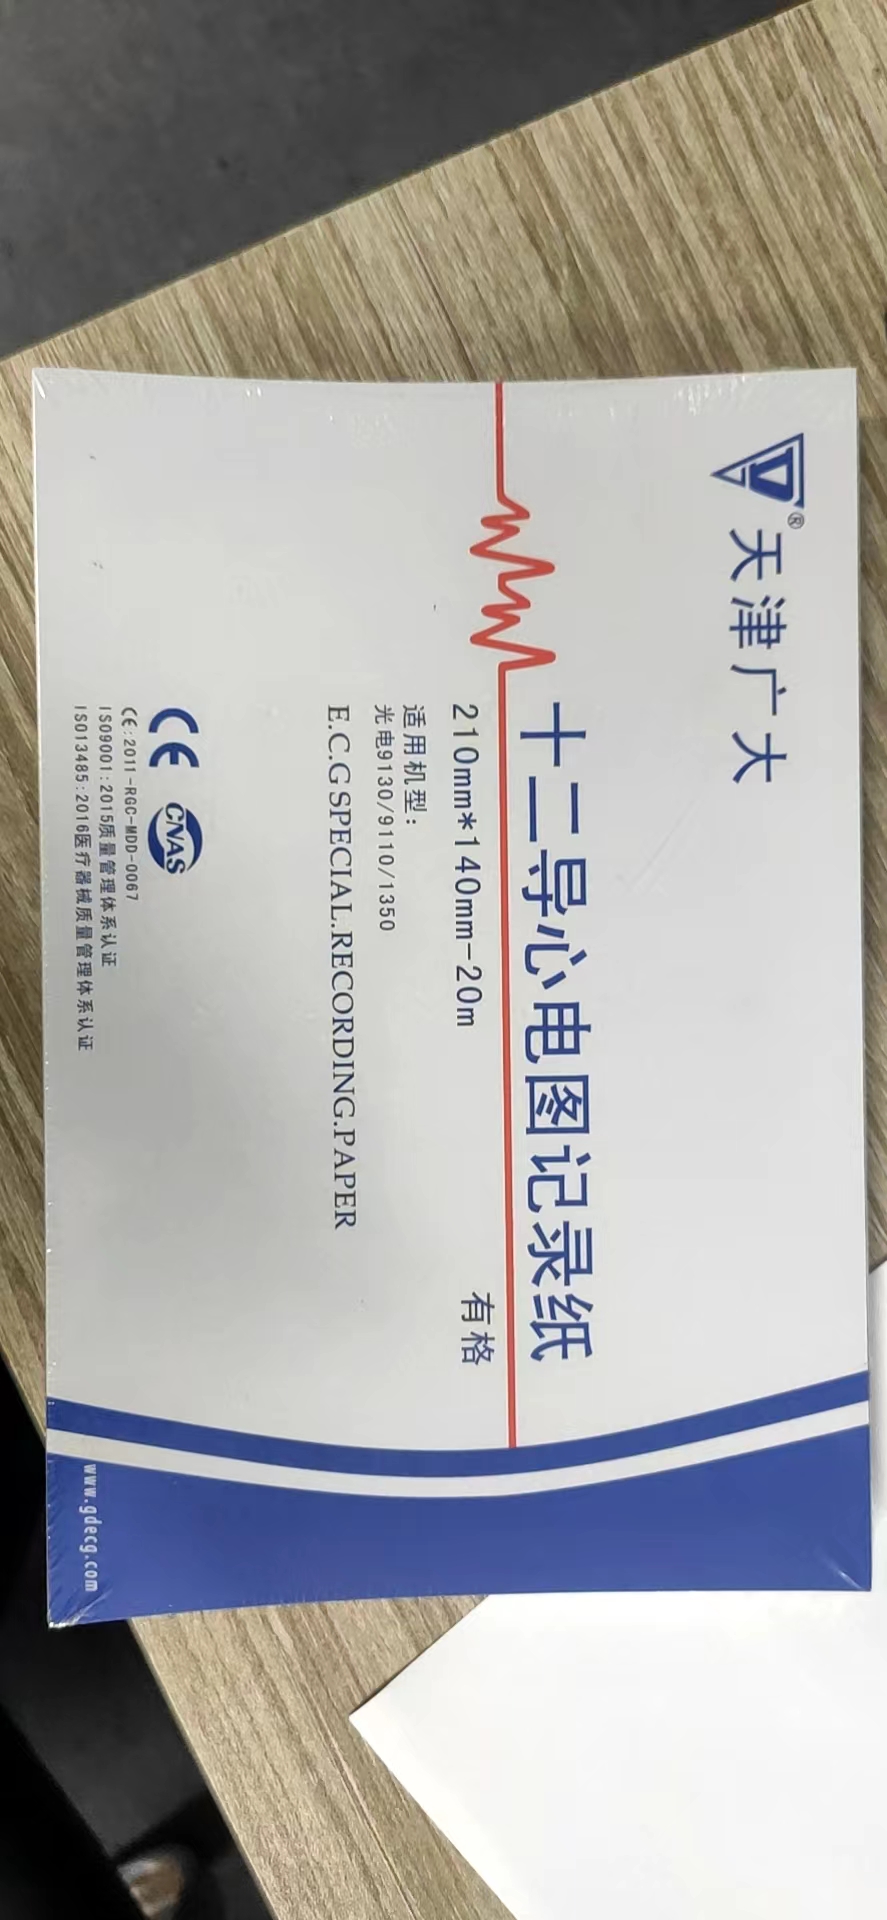 天津广大
十二导心电图记录纸
210mm*140mm-20m 有格
适用机型：
光电9130/9110/1350
E.C.G SPECIAL.RECORDING.PAPER
CE CNAS
CE:2011-RGC-MDD-0067
ISO9001:2015质量管理体系认证
ISO13485:2016医疗器械质量管理体系认证
www.gdecg.com